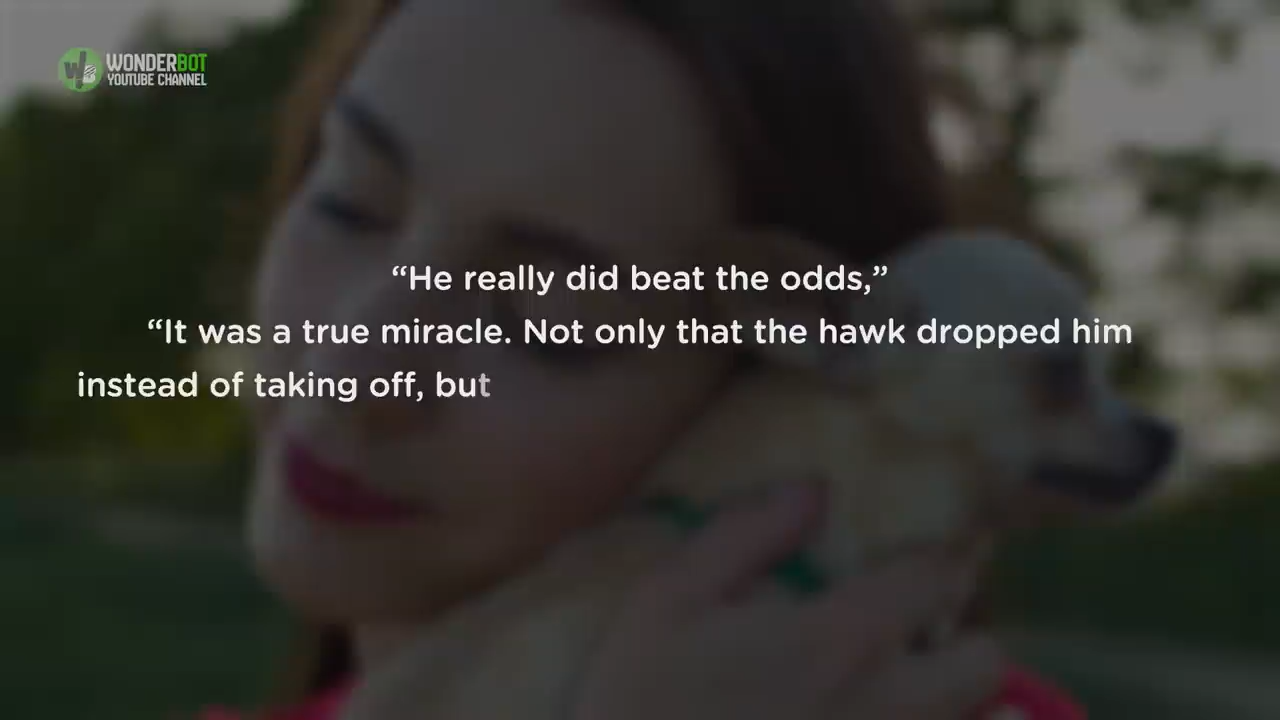 WONDERBOT
YOUTUBE CHANNEL
“He really did beat the odds,”
“It was a true miracle. Not only that the hawk dropped him
instead of taking off, but